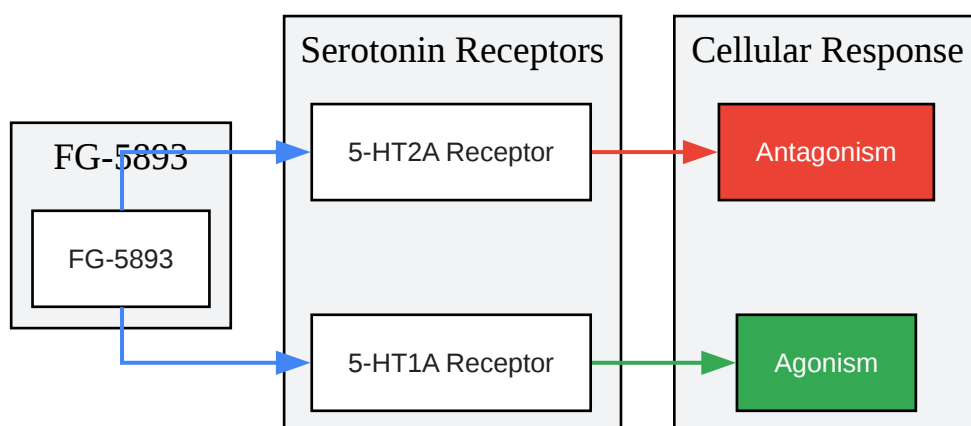 Serotonin Receptors
Cellular Response
FG-5893
5-HT2A Receptor
Antagonism
FG-5893
5-HT1A Receptor
Agonism